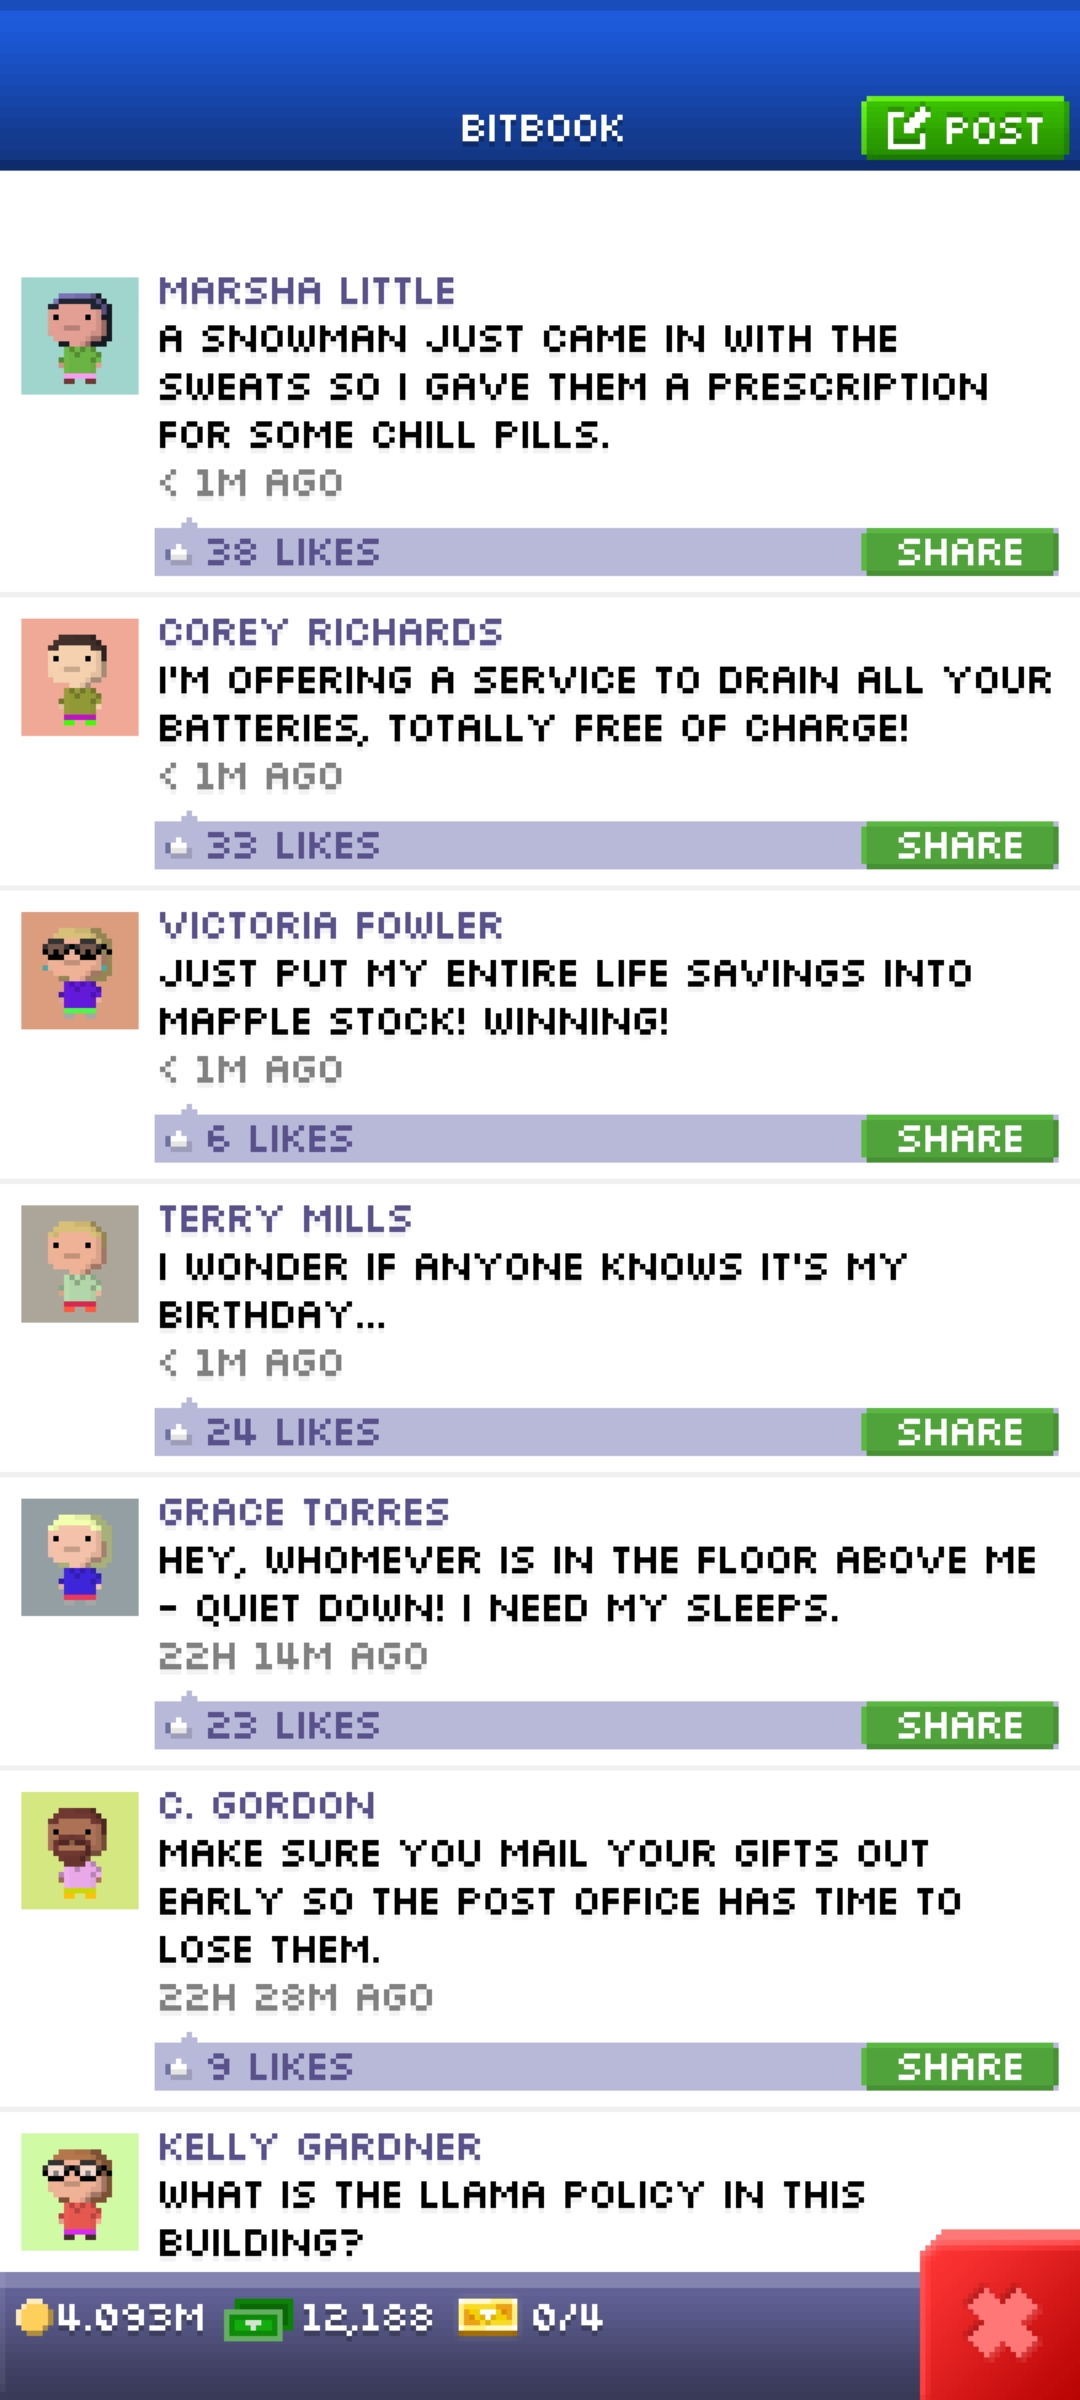 BITBOOK
POST
MARSHA LITTLE
A SNOWMAN JUST CAME IN WITH THE
SWEATS SO I GAVE THEM A PRESCRIPTION
FOR SOME CHILL PILLS.
< 1M AGO
38 LIKES
SHARE
COREY RICHARDS
I'M OFFERING A SERVICE TO DRAIN ALL YOUR
BATTERIES, TOTALLY FREE OF CHARGE!
< 1M AGO
33 LIKES
SHARE
VICTORIA FOWLER
JUST PUT MY ENTIRE LIFE SAVINGS INTO
MAPPLE STOCK! WINNING!
< 1M AGO
6 LIKES
SHARE
TERRY MILLS
I WONDER IF ANYONE KNOWS IT'S MY
BIRTHDAY...
< 1M AGO
24 LIKES
SHARE
GRACE TORRES
HEY, WHOMEVER IS IN THE FLOOR ABOVE ME
- QUIET DOWN! I NEED MY SLEEPS.
22H 14M AGO
23 LIKES
SHARE
C. GORDON
MAKE SURE YOU MAIL YOUR GIFTS OUT
EARLY SO THE POST OFFICE HAS TIME TO
LOSE THEM.
22H 28M AGO
9 LIKES
SHARE
KELLY GARDNER
WHAT IS THE LLAMA POLICY IN THIS
BUILDING?
4.093M 12,188 0/4